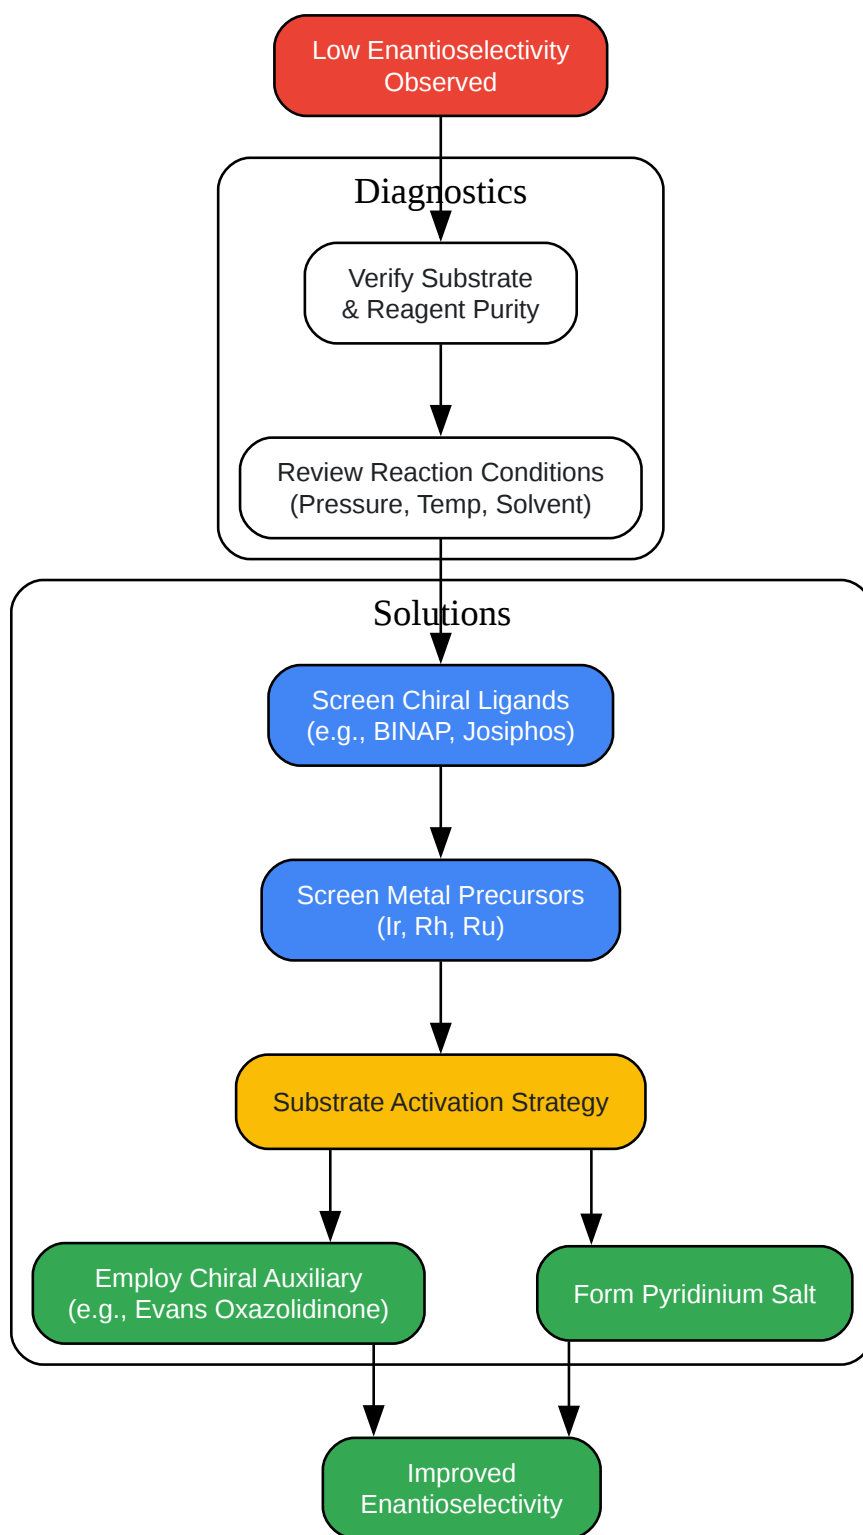 Low Enantioselectivity
Observed
Diagnostics
Verify Substrate
& Reagent Purity
Review Reaction Conditions
(Pressure, Temp, Solvent)
Solutions
Screen Chiral Ligands
(e.g., BINAP, Josiphos)
Screen Metal Precursors
(Ir, Rh, Ru)
Substrate Activation Strategy
Employ Chiral Auxiliary
(e.g., Evans Oxazolidinone)
Form Pyridinium Salt
Improved
Enantioselectivity